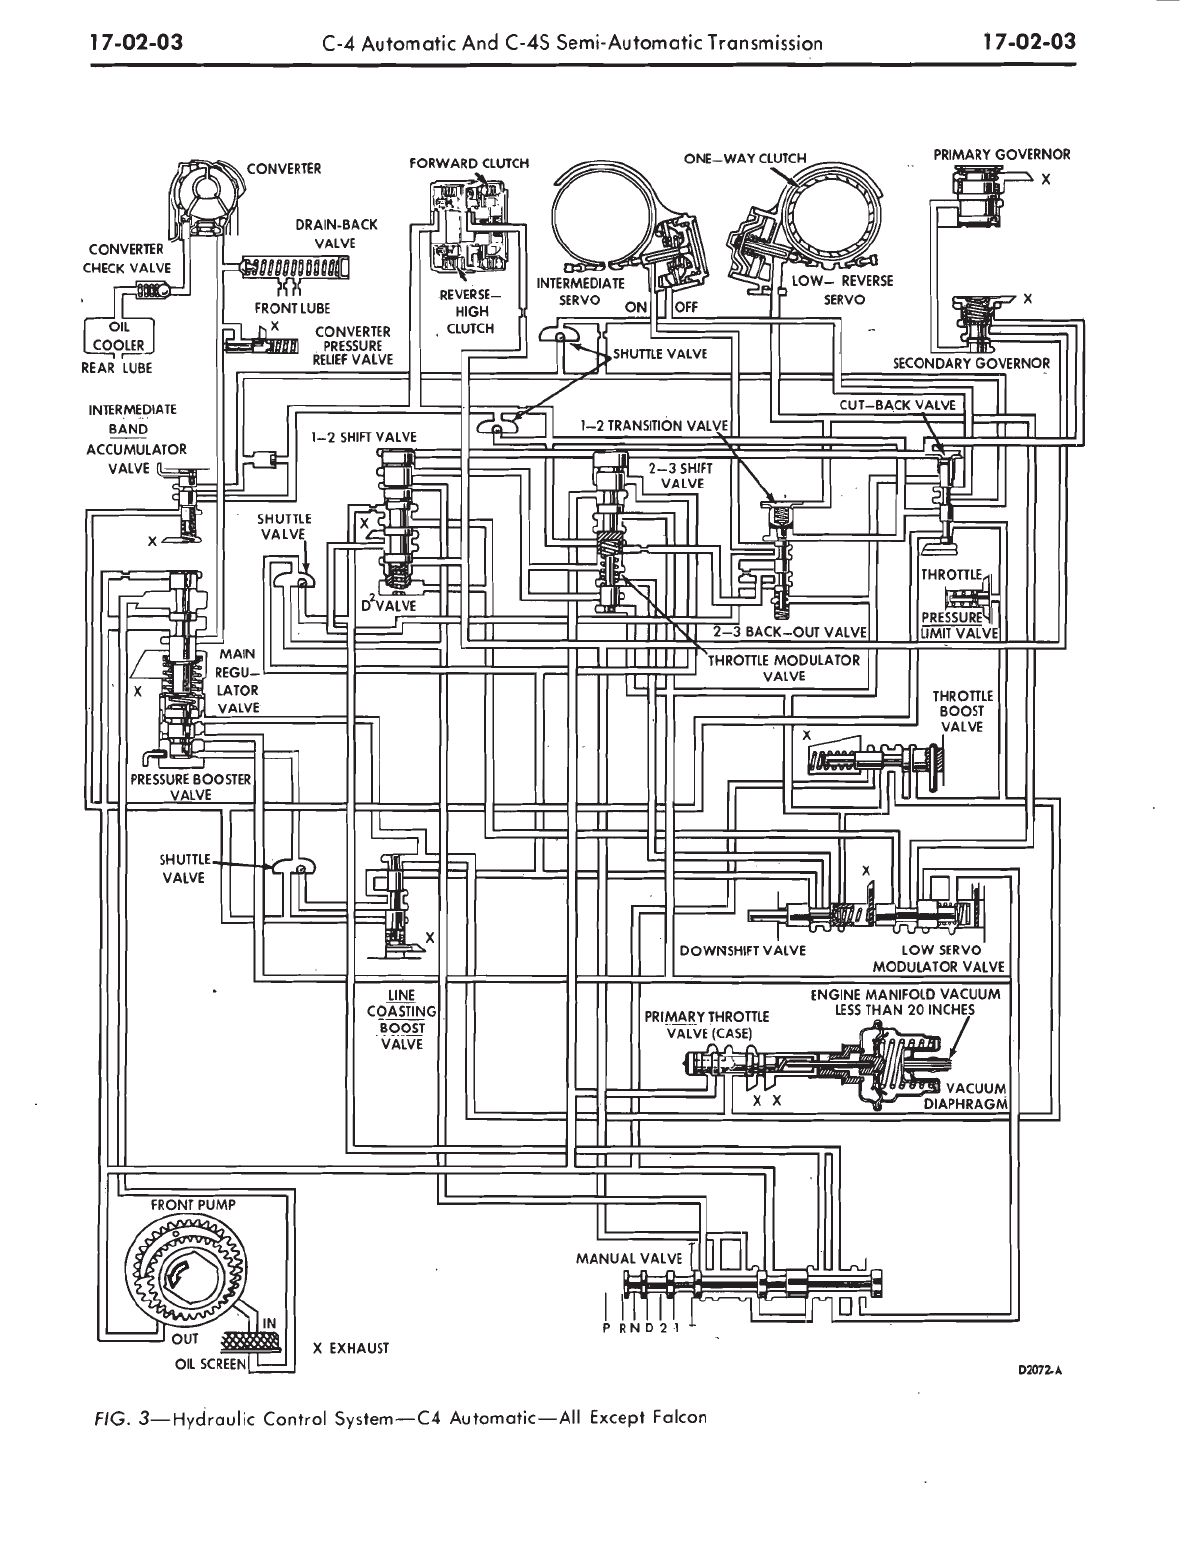 17-02-03
C-4 Automatic And C-4S Semi-Automatic Transmission
17-02-03
CONVERTER
FORWARD CLUTCH
ONE-WAY CLUTCH
PRIMARY GOVERNOR
X
DRAIN-BACK
VALVE
CONVERTER
CHECK VALVE
FRONT LUBE
REVERSE-
HIGH
CLUTCH
INTERMEDIATE
SERVO
ON
OFF
LOW- REVERSE
SERVO
X
OIL
COOLER
REAR LUBE
X
CONVERTER
PRESSURE
RELIEF VALVE
SHUTTLE VALVE
SECONDARY GOVERNOR
INTERMEDIATE
BAND
ACCUMULATOR
VALVE
X
1-2 SHIFT VALVE
1-2 TRANSITION VALVE
CUT-BACK VALVE
2-3 SHIFT
VALVE
SHUTTLE
VALVE
X
D2 VALVE
THROTTLE
PRESSURE
LIMIT VALVE
2-3 BACK-OUT VALVE
THROTTLE MODULATOR
VALVE
MAIN
REGU-
LATOR
VALVE
X
THROTTLE
BOOST
VALVE
X
PRESSURE BOOSTER
VALVE
SHUTTLE
VALVE
X
X
DOWNSHIFT VALVE
LOW SERVO
MODULATOR VALVE
LINE
COASTING
BOOST
VALVE
ENGINE MANIFOLD VACUUM
LESS THAN 20 INCHES
PRIMARY THROTTLE
VALVE (CASE)
X X
VACUUM
DIAPHRAGM
FRONT PUMP
MANUAL VALVE
P R N D 2 1
IN
OUT
OIL SCREEN
X EXHAUST
D2072-A
FIG. 3—Hydraulic Control System—C4 Automatic—All Except Falcon